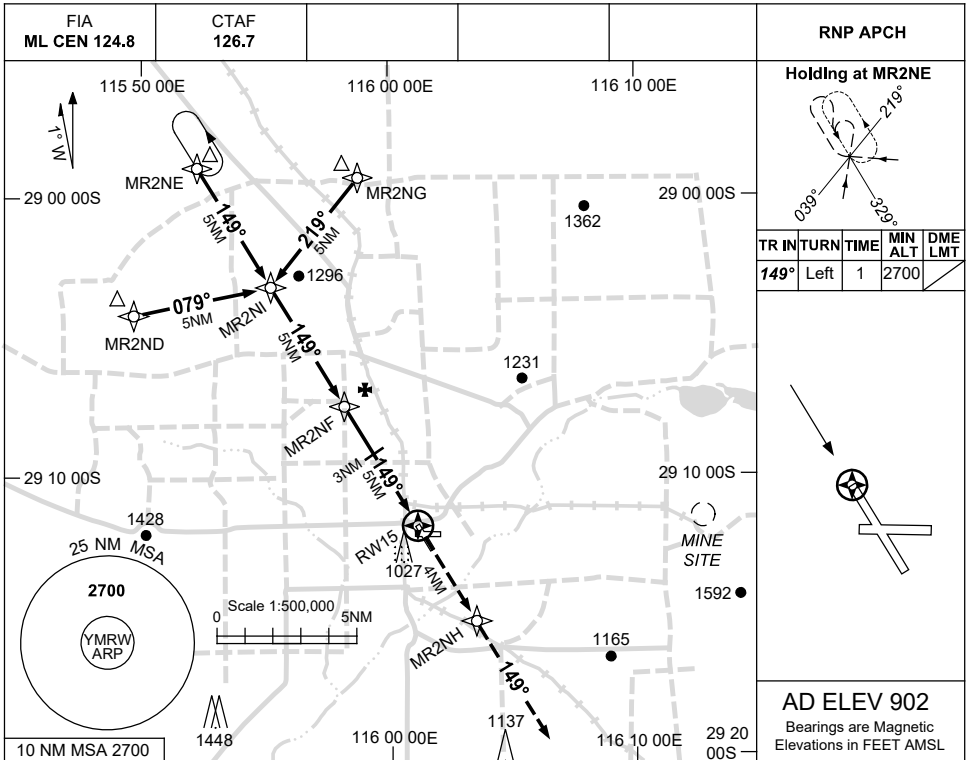 FIA
ML CEN 124.8
CTAF
126.7
RNP APCH
115 50 00E
116 00 00E
116 10 00E
Holding at MR2NE
219°
039°
329°
1° W
MR2NE
MR2NG
29 00 00S
29 00 00S
149°
5NM
219°
5NM
1362
TR IN
TURN
TIME
MIN ALT
DME LMT
149°
Left
1
2700
1296
079°
5NM
MR2NI
MR2ND
149°
5NM
1231
MR2NF
3NM
149°
5NM
29 10 00S
29 10 00S
1428
25 NM MSA
2700
YMRW
ARP
RW15
1027
4NM
MINE
SITE
1592
Scale 1:500,000
0
5NM
MR2NH
1165
149°
1448
1137
10 NM MSA 2700
116 00 00E
116 10 00E
29 20
00S
AD ELEV 902
Bearings are Magnetic
Elevations in FEET AMSL